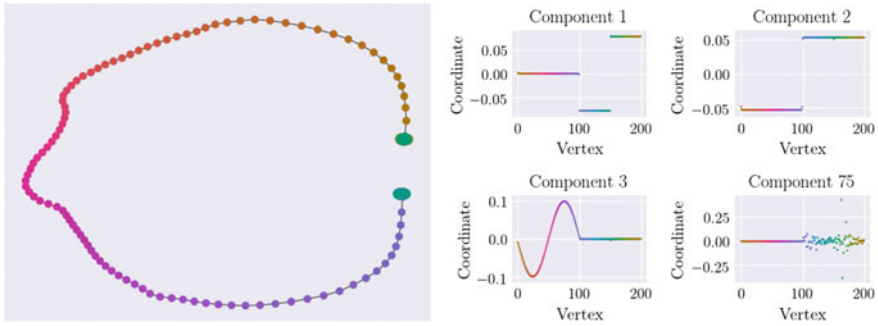 Component 1
Component 2
Coordinate
0.05
0.00
−0.05
0
100
200
Vertex
Coordinate
0.05
0.00
−0.05
0
100
200
Vertex
Component 3
Component 75
Coordinate
0.1
0.0
−0.1
0
100
200
Vertex
Coordinate
0.25
0.00
−0.25
0
100
200
Vertex